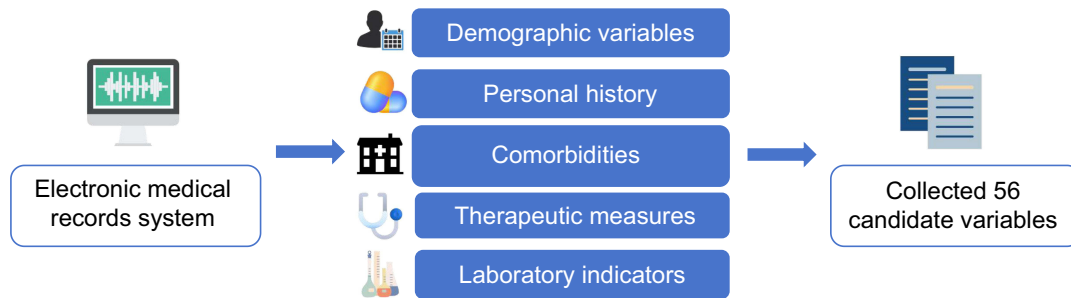 Electronic medical
records system
Demographic variables
Personal history
Comorbidities
Therapeutic measures
Laboratory indicators
Collected 56
candidate variables